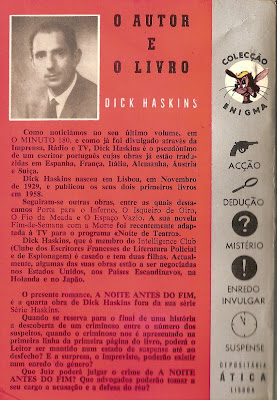 O AUTOR
E
O LIVRO
DICK HASKINS
Como noticiámos no seu último volume, em
O MINUTO 180, e como já foi divulgado através da
Imprensa, Rádio e TV, Dick Haskins é o pseudónimo
de um escritor português cujas obras já estão tradu-
zidas em Espanha, França, Itália, Alemanha, Áustria
e Suíça.
Dick Haskins nasceu em Lisboa, em Novembro
de 1929, e publicou os seus dois primeiros livros
em 1958.
Seguiram-se outras obras, entre as quais desta-
camos Porta para o Inferno, O Isqueiro de Oiro,
O Fio da Meada e O Espaço Vazio. A sua novela
Fim-de-Semana com a Morte foi recentemente adap-
tada à TV para o programa «Noite de Teatro».
Dick Haskins, que é membro do Intelligence Club
(Clube dos Escritores Franceses de Literatura Policial
e de Espionagem) é casado e tem duas filhas. Actual-
mente, algumas das suas obras estão a ser negociadas
nos Estados Unidos, nos Países Escandinavos, na
Holanda e no Japão.
O presente romance, A NOITE ANTES DO FIM,
é a quarta obra de Dick Haskins fora da sua série
Série Haskins.
Quando se reserva para o final de uma história
a descoberta de um criminoso entre o número dos
suspeitos, quando o criminoso nos é apresentado na
primeira linha da primeira página do livro, poderá o
Leitor ser mantido num estado de suspense até ao
desfecho? E a surpresa, o imprevisto, poderão existir
num enredo do género?
Que Juiz poderá julgar o crime de A NOITE
ANTES DO FIM? Que advogados poderão tomar a
seu cargo a acusação e a defesa do réu?
COLECÇÃO
ENIGMA
ACÇÃO
DEDUÇÃO
?
MISTÉRIO
!
ENREDO
INVULGAR
SUSPENSE
DEPOSITÁRIA
ÁTICA
LISBOA